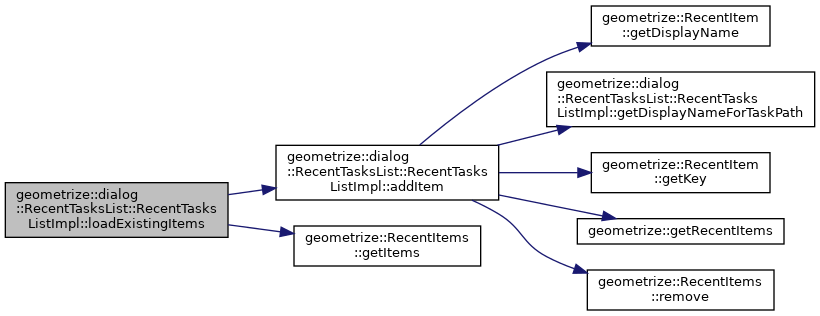 geometrize::RecentItem
::getDisplayName
geometrize::dialog
::RecentTasksList::RecentTasks
ListImpl::getDisplayNameForTaskPath
geometrize::dialog
::RecentTasksList::RecentTasks
ListImpl::addItem
geometrize::RecentItem
::getKey
geometrize::dialog
::RecentTasksList::RecentTasks
ListImpl::loadExistingItems
geometrize::getRecentItems
geometrize::RecentItems
::getItems
geometrize::RecentItems
::remove